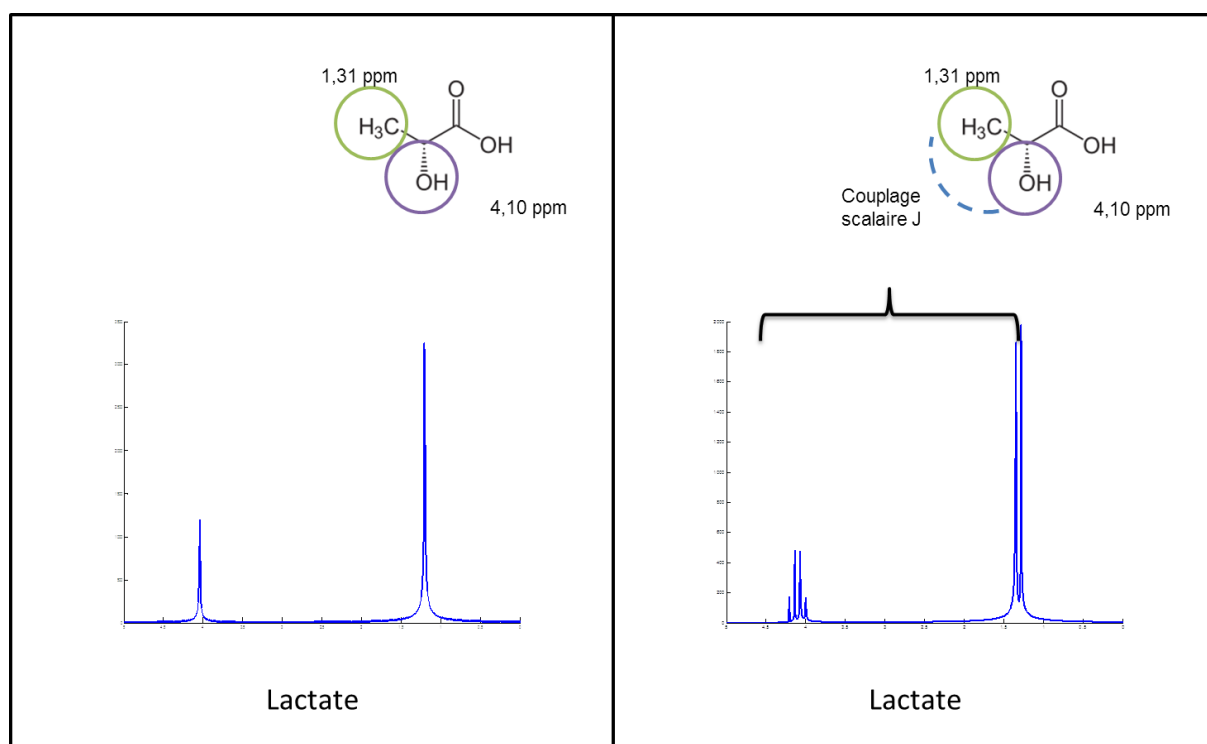 1,31 ppm
O
H₃C
OH
OH
4,10 ppm
Lactate
1,31 ppm
O
H₃C
OH
OH
Couplage
scalaire J
4,10 ppm
Lactate